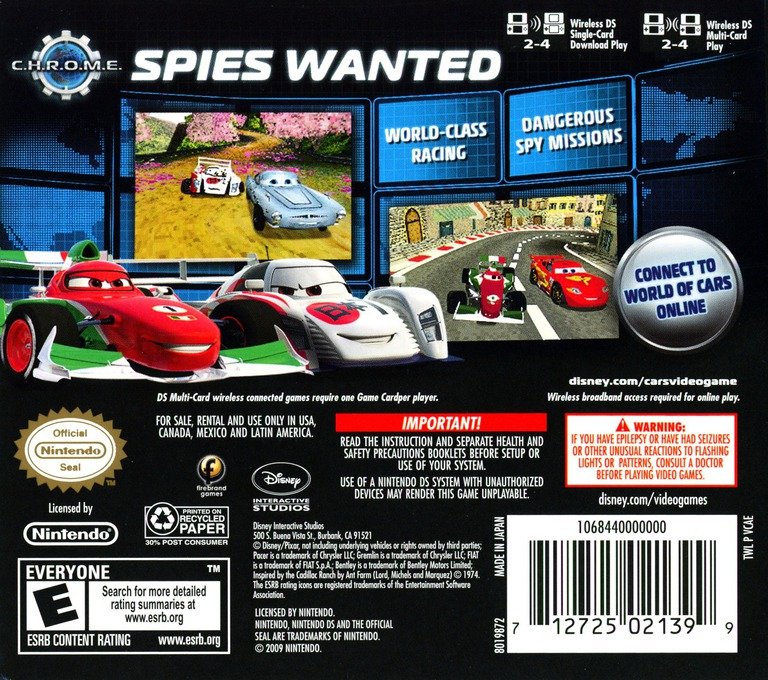 C.H.R.O.M.E.
SPIES WANTED
2-4
Wireless DS
Single-Card
Download Play
2-4
Wireless DS
Multi-Card
Play
WORLD-CLASS
RACING
DANGEROUS
SPY MISSIONS
CONNECT TO
WORLD OF CARS
ONLINE
disney.com/carsvideogame
DS Multi-Card wireless connected games require one Game Cardper player.
Wireless broadband access required for online play.
Official
Nintendo
Seal
TM
FOR SALE, RENTAL AND USE ONLY IN USA,
CANADA, MEXICO AND LATIN AMERICA.
IMPORTANT!
READ THE INSTRUCTION AND SEPARATE HEALTH AND
SAFETY PRECAUTIONS BOOKLETS BEFORE SETUP OR
USE OF YOUR SYSTEM.
USE OF A NINTENDO DS SYSTEM WITH UNAUTHORIZED
DEVICES MAY RENDER THIS GAME UNPLAYABLE.
WARNING:
IF YOU HAVE EPILEPSY OR HAVE HAD SEIZURES
OR OTHER UNUSUAL REACTIONS TO FLASHING
LIGHTS OR PATTERNS, CONSULT A DOCTOR
BEFORE PLAYING VIDEO GAMES.
disney.com/videogames
firebrand
games
Disney
INTERACTIVE
STUDIOS
Licensed by
Nintendo
PRINTED ON
RECYCLED
PAPER
30% POST CONSUMER
Disney Interactive Studios
500 S. Buena Vista St., Burbank, CA 91521
© Disney/Pixar, not including underlying vehicles or rights owned by third parties;
Pacer is a trademark of Chrysler LLC; Gremlin is a trademark of Chrysler LLC; FIAT
is a trademark of FIAT S.p.A.; Bentley is a trademark of Bentley Motors Limited;
Inspired by the Cadillac Ranch by Ant Farm (Lord, Michels and Marquez) © 1974.
The ESRB rating icons are registered trademarks of the Entertainment Software
Association.
LICENSED BY NINTENDO.
NINTENDO, NINTENDO DS AND THE OFFICIAL
SEAL ARE TRADEMARKS OF NINTENDO.
© 2009 NINTENDO.
EVERYONE
TM
E
Search for more detailed
rating summaries at
www.esrb.org
ESRB CONTENT RATING
www.esrb.org
MADE IN JAPAN
8019872
1068440000000
7 12725 02139 9
TWL P VCAE